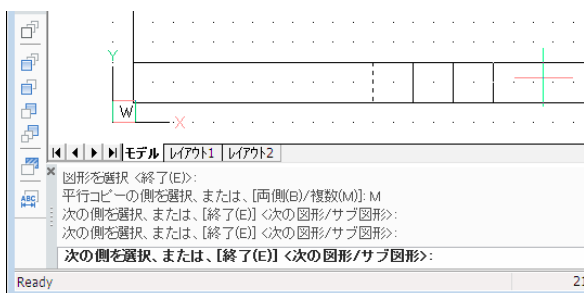 Y
W
X
モデル レイアウト1 レイアウト2
図形を選択 <終了(E)>:
平行コピーの側を選択、または、[両側(B)/複数(M)]: M
次の側を選択、または、[終了(E)] <次の図形/サブ図形>:
次の側を選択、または、[終了(E)] <次の図形/サブ図形>:
ABC
次の側を選択、または、[終了(E)] <次の図形/サブ図形>:
Ready
21